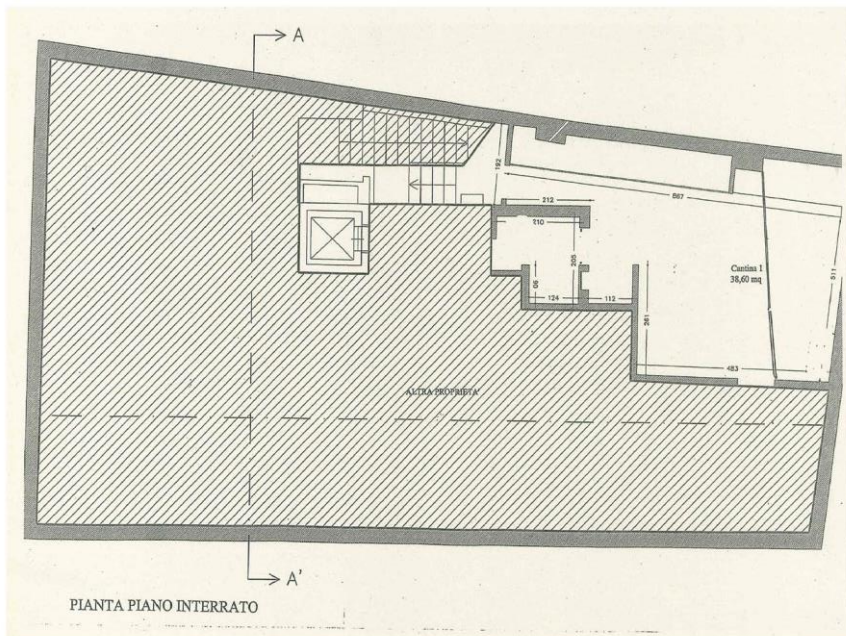 A
192
212
567
210
205
Cantina 1
38,60 mq
511
90
124
112
261
483
ALTRA PROPRIETA'
A'
PIANTA PIANO INTERRATO